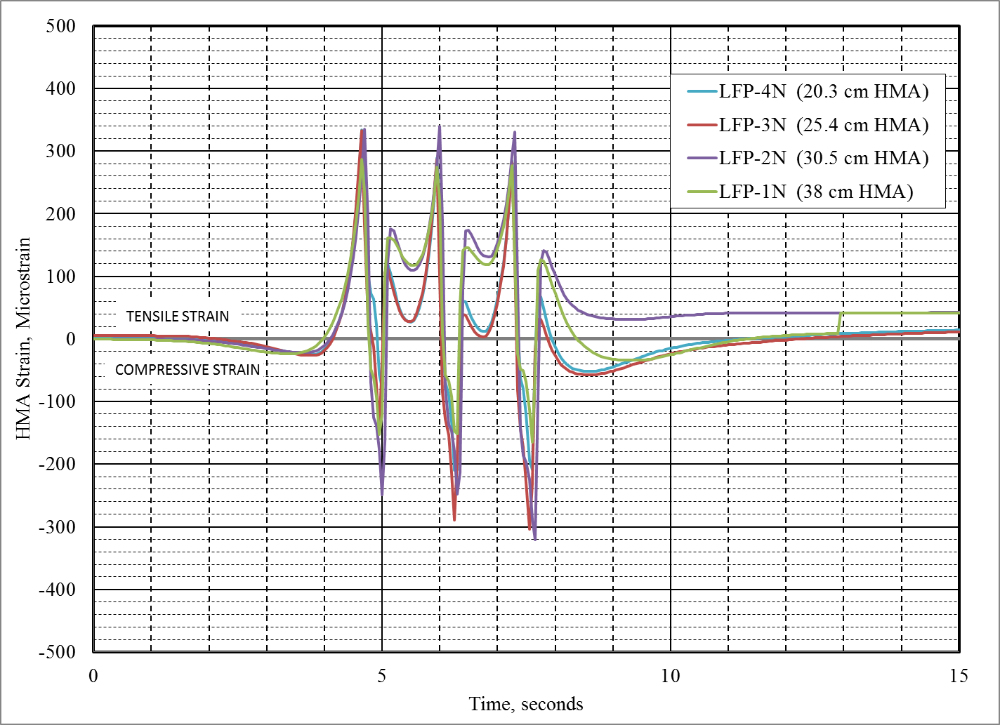 500
400
300
200
100
0
-100
-200
-300
-400
-500
HMA Strain, Microstrain
TENSILE STRAIN
COMPRESSIVE STRAIN
LFP-4N (20.3 cm HMA)
LFP-3N (25.4 cm HMA)
LFP-2N (30.5 cm HMA)
LFP-1N (38 cm HMA)
0 5 10 15
Time, seconds